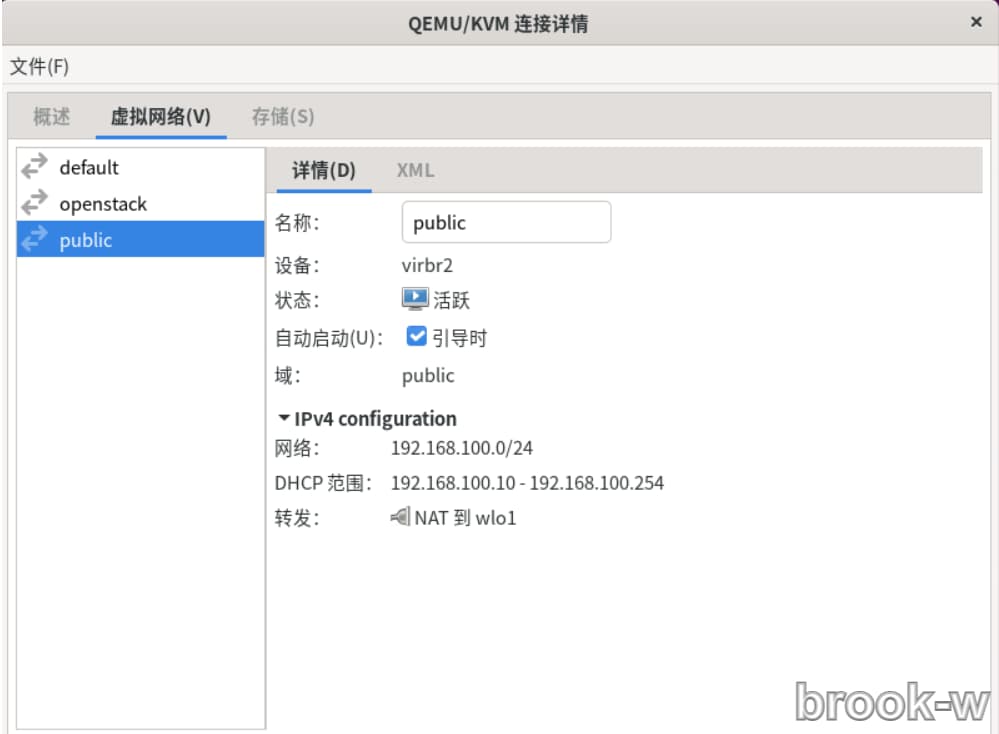 QEMU/KVM 连接详情
文件(F)
概述 虚拟网络(V) 存储(S)
default
openstack
public
详情(D) XML
名称: public
设备: virbr2
状态: 活跃
自动启动(U): 引导时
域: public
IPv4 configuration
网络: 192.168.100.0/24
DHCP 范围: 192.168.100.10 - 192.168.100.254
转发: NAT 到 wlo1
brook-w